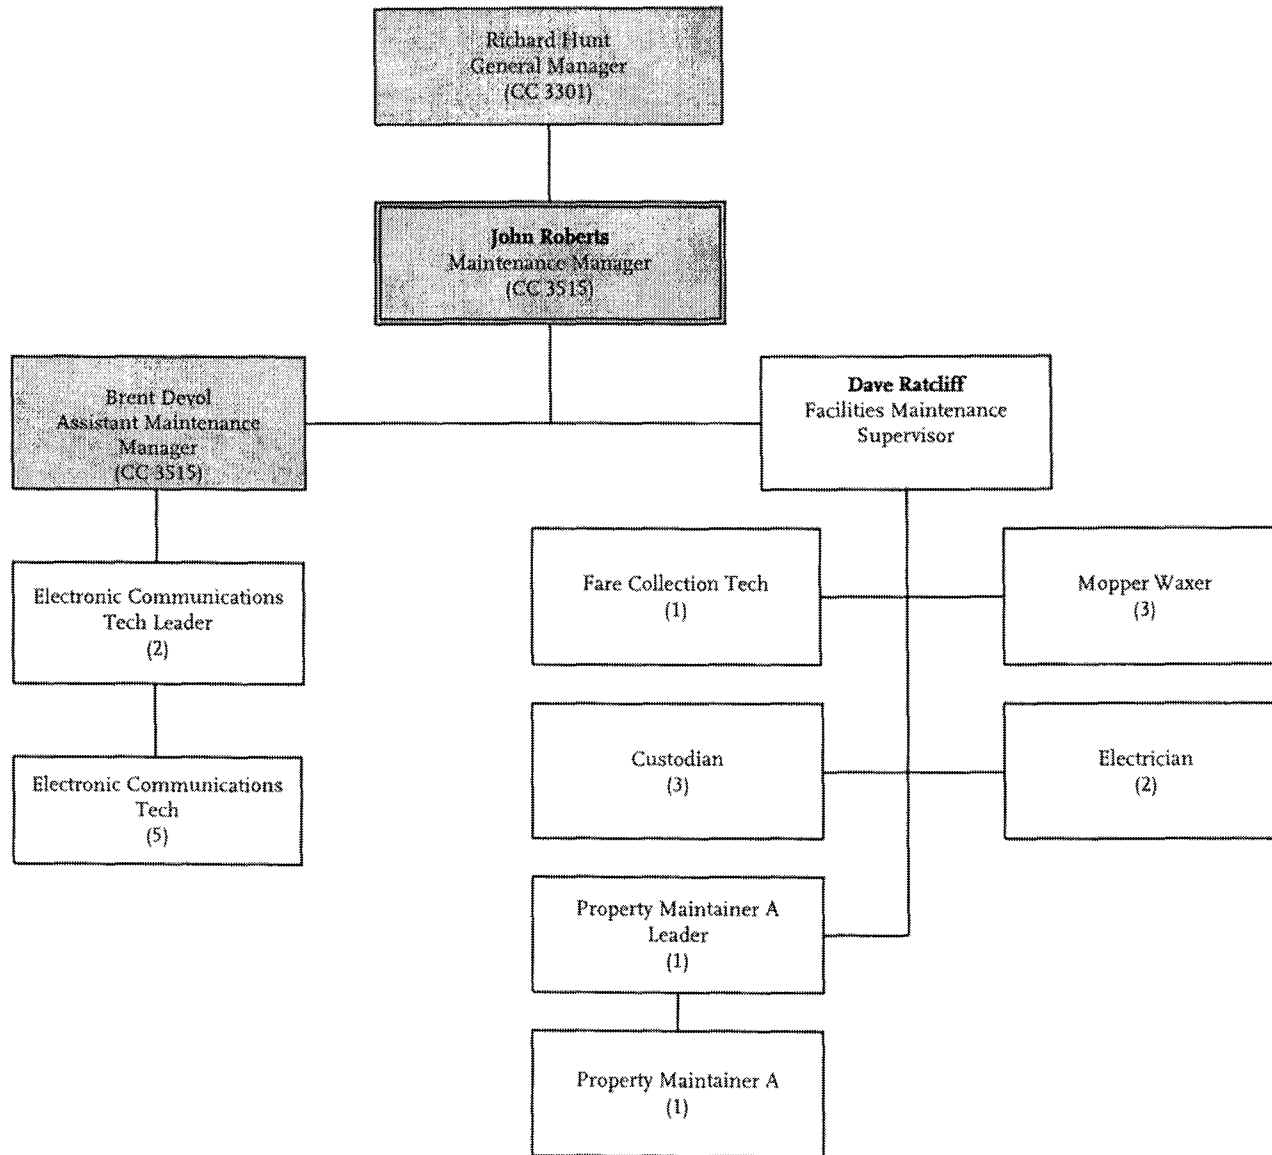 Richard Hunt
General Manager
(CC 3301)
John Roberts
Maintenance Manager
(CC 3515)
Brent Devol
Assistant Maintenance
Manager
(CC 3515)
Dave Ratcliff
Facilities Maintenance
Supervisor
Electronic Communications
Tech Leader
(2)
Electronic Communications
Tech
(5)
Fare Collection Tech
(1)
Mopper Waxer
(3)
Custodian
(3)
Electrician
(2)
Property Maintainer A
Leader
(1)
Property Maintainer A
(1)